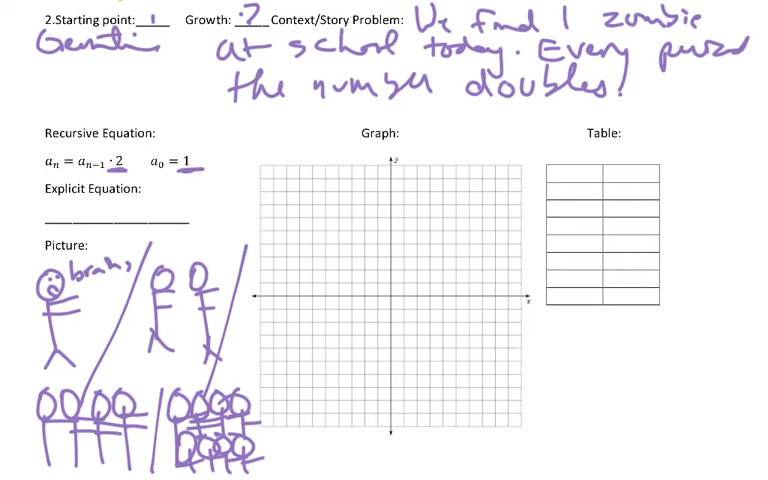 2.Starting point: 1 Growth: ·2 Context/Story Problem: We find 1 zombie
at school today. Every period
the number doubles!
Recursive Equation:
aₙ = aₙ₋₁ · 2 a₀ = 1
Explicit Equation:
Picture:
brains
Graph:
y
x
Table: